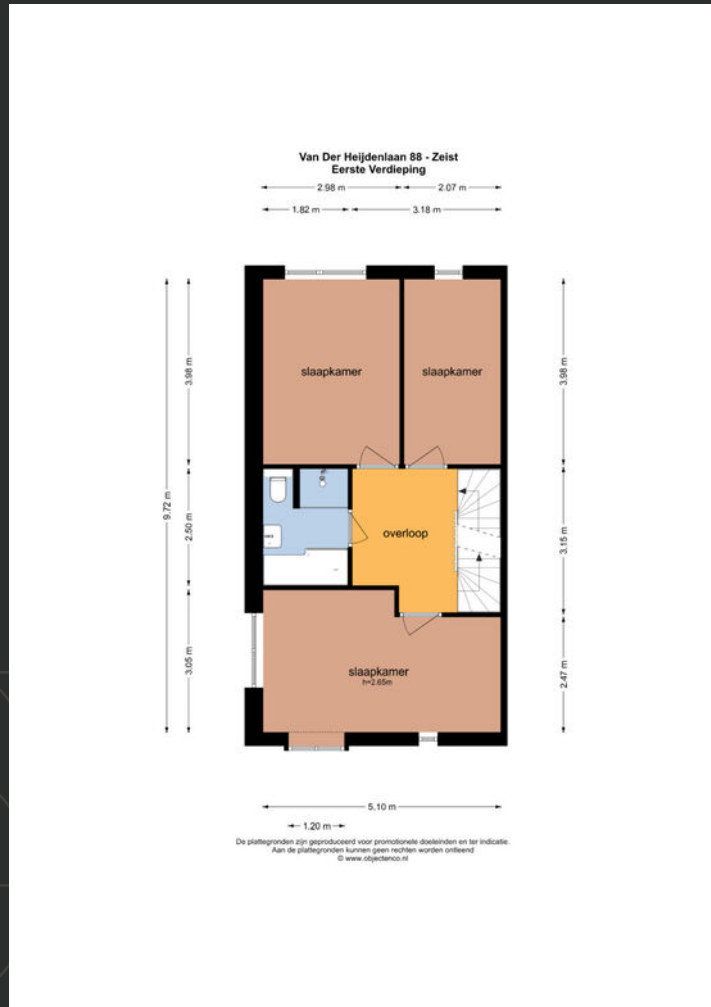 Van Der Heijdenlaan 88 - Zeist
Eerste Verdieping
2.98 m
2.07 m
1.82 m
3.18 m
3.98 m
3.98 m
slaapkamer
slaapkamer
9.72 m
2.50 m
3.15 m
overloop
3.05 m
2.47 m
slaapkamer
h=2.65m
5.10 m
1.20 m
De plattegronden zijn geproduceerd voor promotionele doeleinden en ter indicatie.
Aan de plattegronden kunnen geen rechten worden ontleend
© www.objectenco.nl